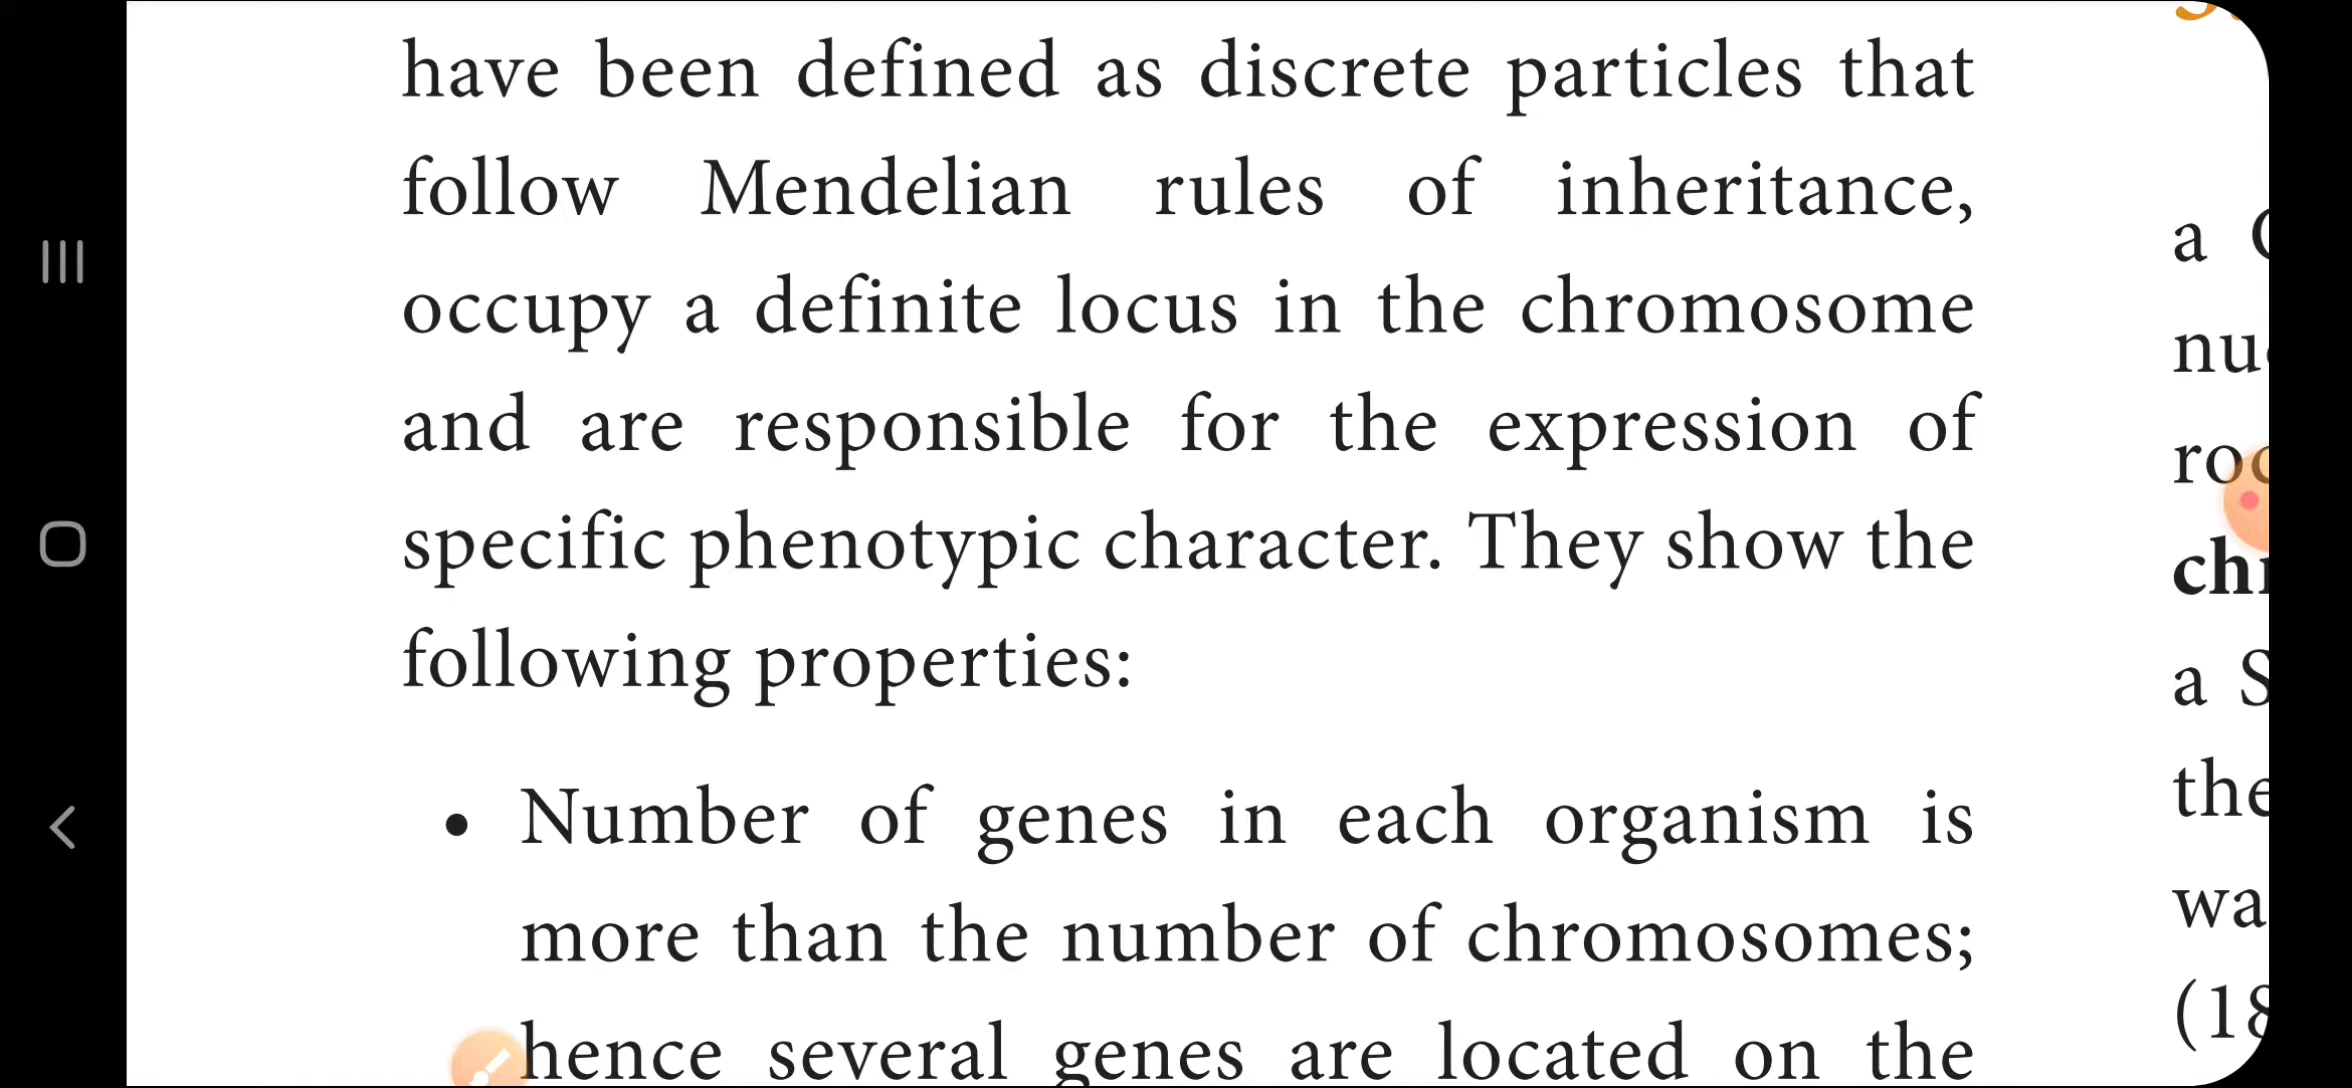 have been defined as discrete particles that
follow Mendelian rules of inheritance,
occupy a definite locus in the chromosome
and are responsible for the expression of
specific phenotypic character. They show the
following properties:
• Number of genes in each organism is
more than the number of chromosomes;
hence several genes are located on the
a
a